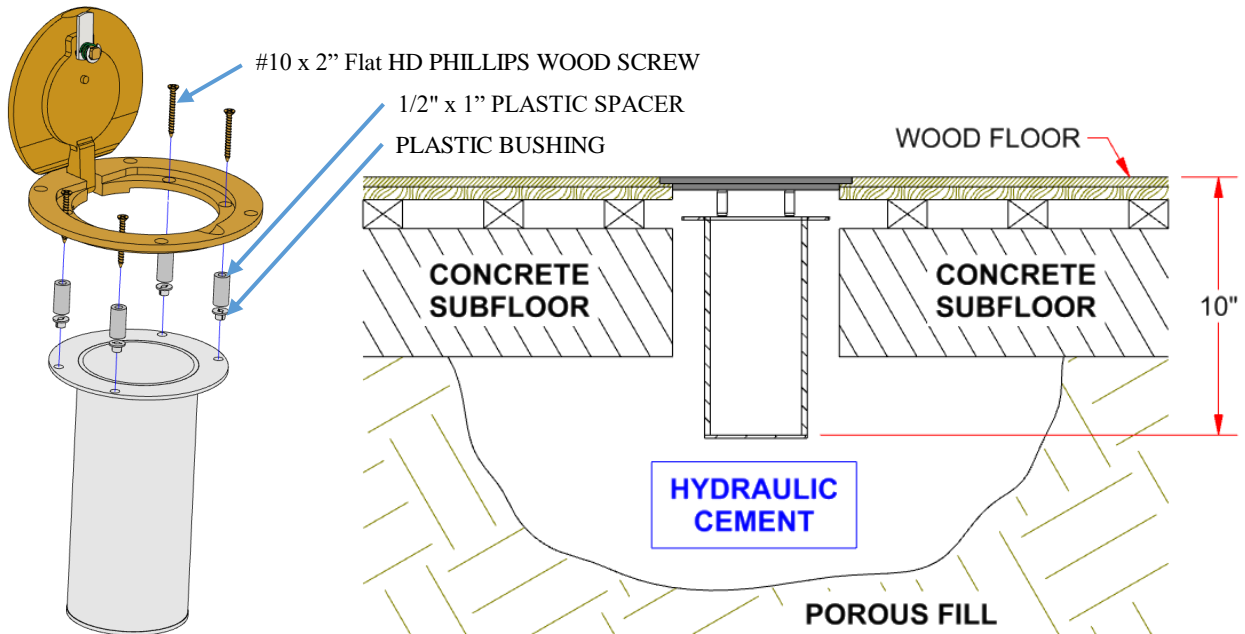 #10 x 2” Flat HD PHILLIPS WOOD SCREW
1/2" x 1” PLASTIC SPACER
PLASTIC BUSHING
WOOD FLOOR
CONCRETE
SUBFLOOR
CONCRETE
SUBFLOOR
10"
HYDRAULIC
CEMENT
POROUS FILL